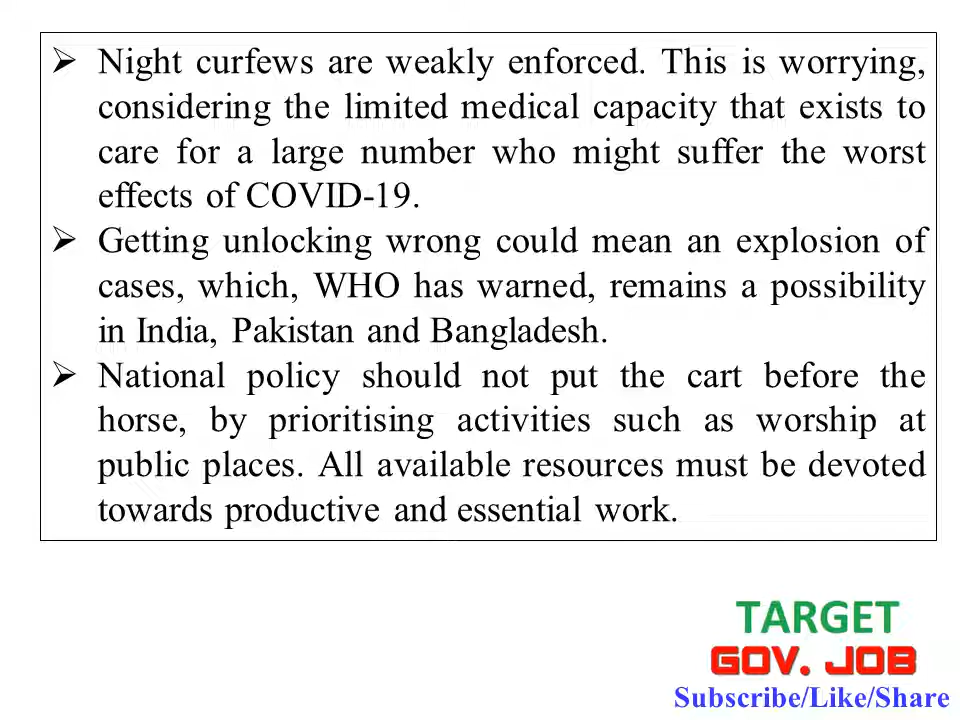 ➢ Night curfews are weakly enforced. This is worrying,
considering the limited medical capacity that exists to
care for a large number who might suffer the worst
effects of COVID-19.
➢ Getting unlocking wrong could mean an explosion of
cases, which, WHO has warned, remains a possibility
in India, Pakistan and Bangladesh.
➢ National policy should not put the cart before the
horse, by prioritising activities such as worship at
public places. All available resources must be devoted
towards productive and essential work.
TARGET
GOV. JOB
Subscribe/Like/Share